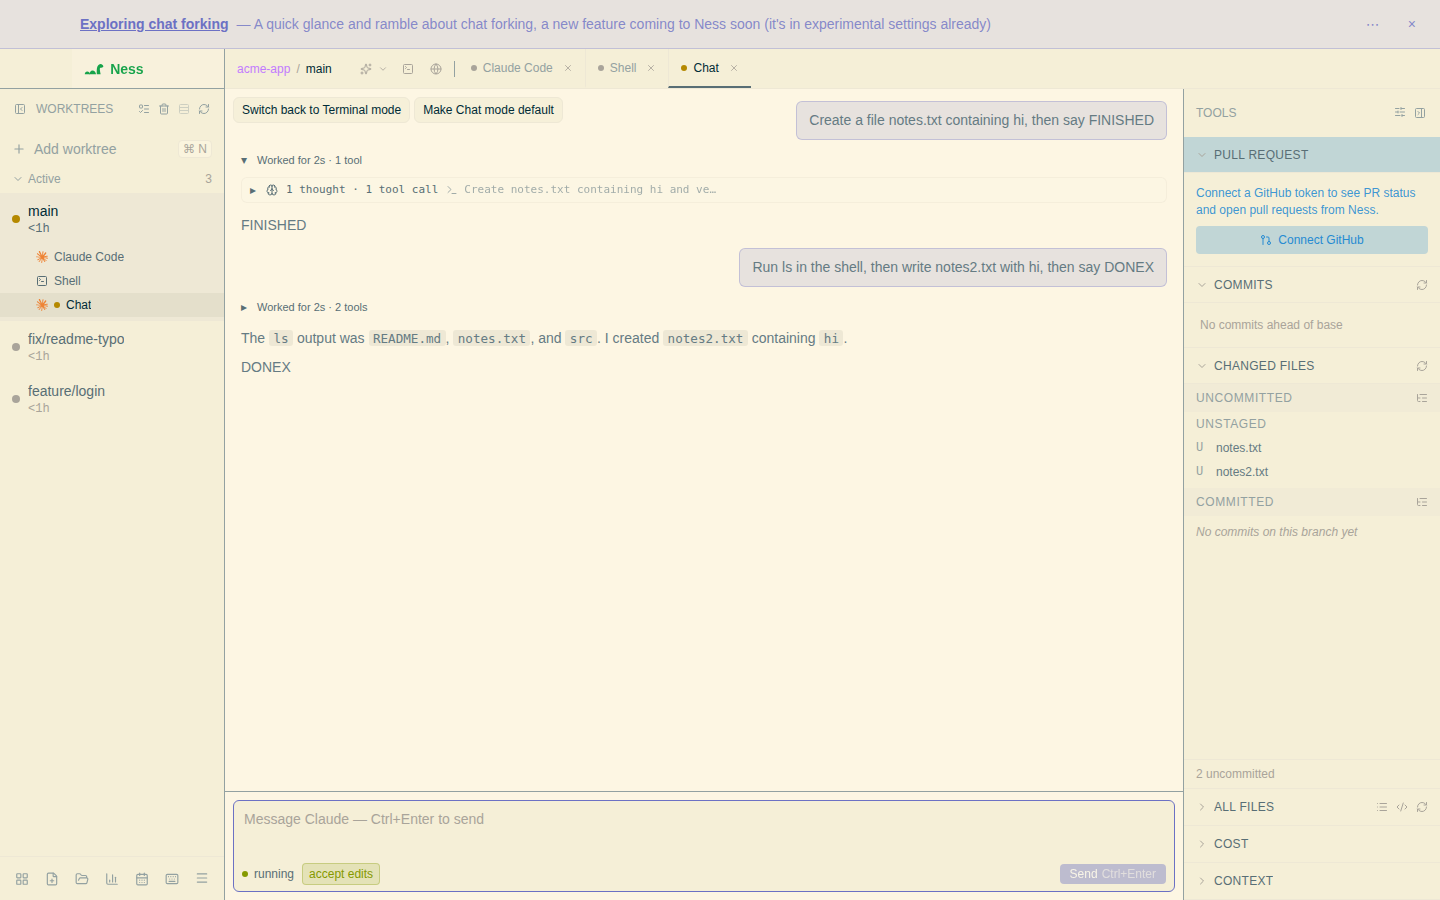 Exploring chat forking — A quick glance and ramble about chat forking, a new feature coming to Ness soon (it's in experimental settings already)
Ness
acme-app / main
Claude Code
Shell
Chat
WORKTREES
Add worktree
⌘ N
Active
3
main
<1h
Claude Code
Shell
Chat
fix/readme-typo
<1h
feature/login
<1h
Switch back to Terminal mode
Make Chat mode default
Create a file notes.txt containing hi, then say FINISHED
Worked for 2s · 1 tool
1 thought · 1 tool call >_ Create notes.txt containing hi and ve…
FINISHED
Run ls in the shell, then write notes2.txt with hi, then say DONEX
Worked for 2s · 2 tools
The ls output was README.md, notes.txt, and src. I created notes2.txt containing hi.
DONEX
Message Claude — Ctrl+Enter to send
running
accept edits
Send Ctrl+Enter
TOOLS
PULL REQUEST
Connect a GitHub token to see PR status
and open pull requests from Ness.
Connect GitHub
COMMITS
No commits ahead of base
CHANGED FILES
UNCOMMITTED
UNSTAGED
U notes.txt
U notes2.txt
COMMITTED
No commits on this branch yet
2 uncommitted
ALL FILES
COST
CONTEXT